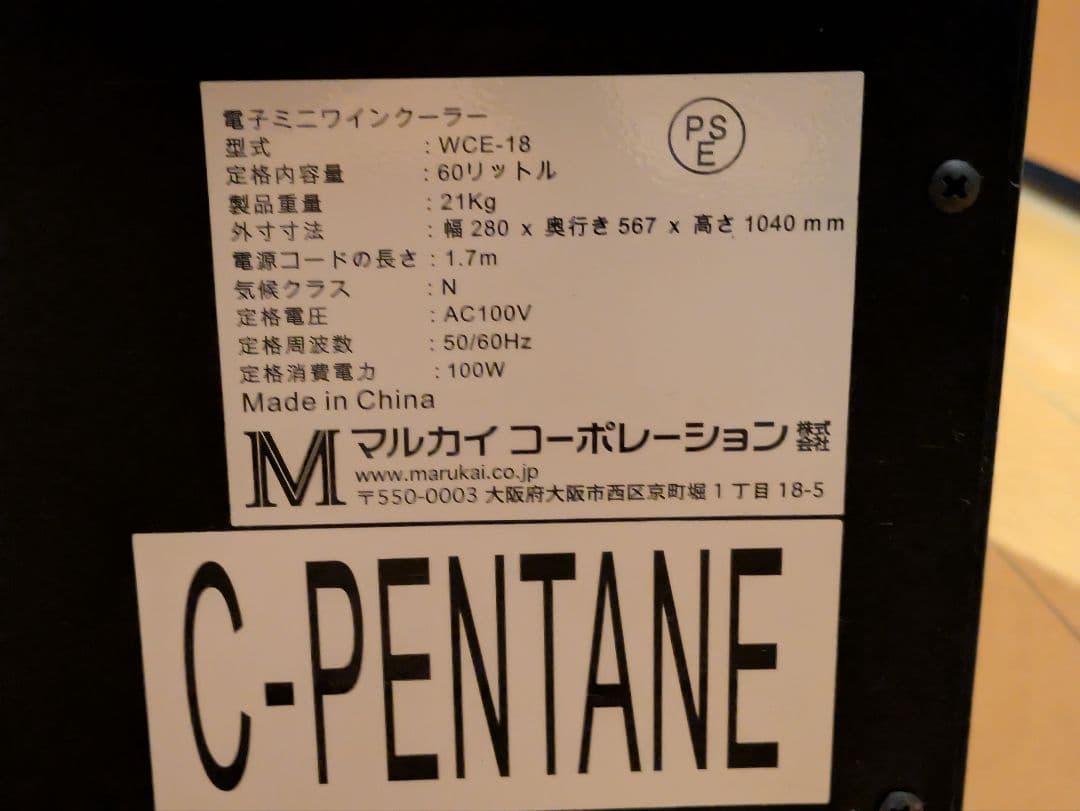 電子ミニワインクーラー
PSE
型式 : WCE-18
定格内容量 : 60リットル
製品重量 : 21Kg
外寸寸法 : 幅 280 x 奥行き 567 x 高さ 1040 mm
電源コードの長さ : 1.7m
気候クラス : N
定格電圧 : AC100V
定格周波数 : 50/60Hz
定格消費電力 : 100W
Made in China
M マルカイ コーポレーション 株式会社
www.marukai.co.jp
〒550-0003 大阪府大阪市西区京町堀1丁目18-5
C-PENTANE